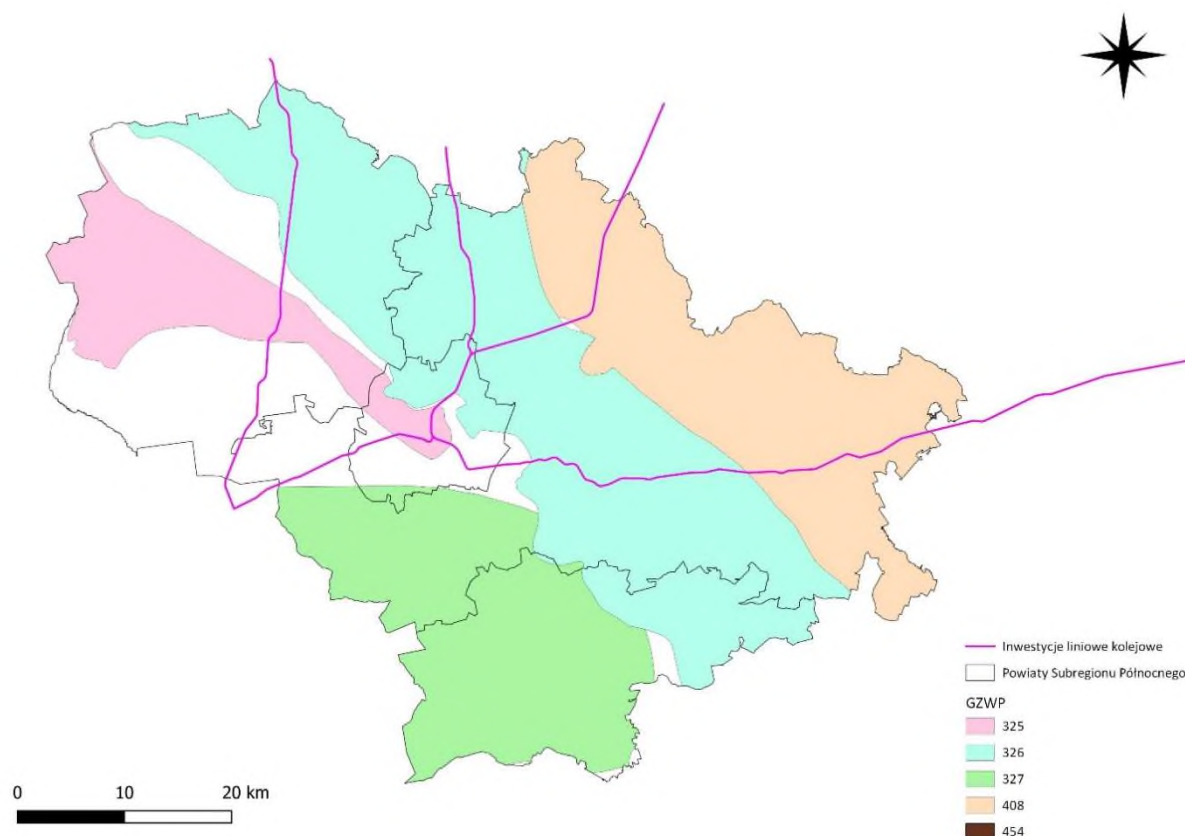 Inwestycje liniowe kolejowe
Powiaty Subregionu Północnego
GZWP
325
326
327
408
454
0 10 20 km